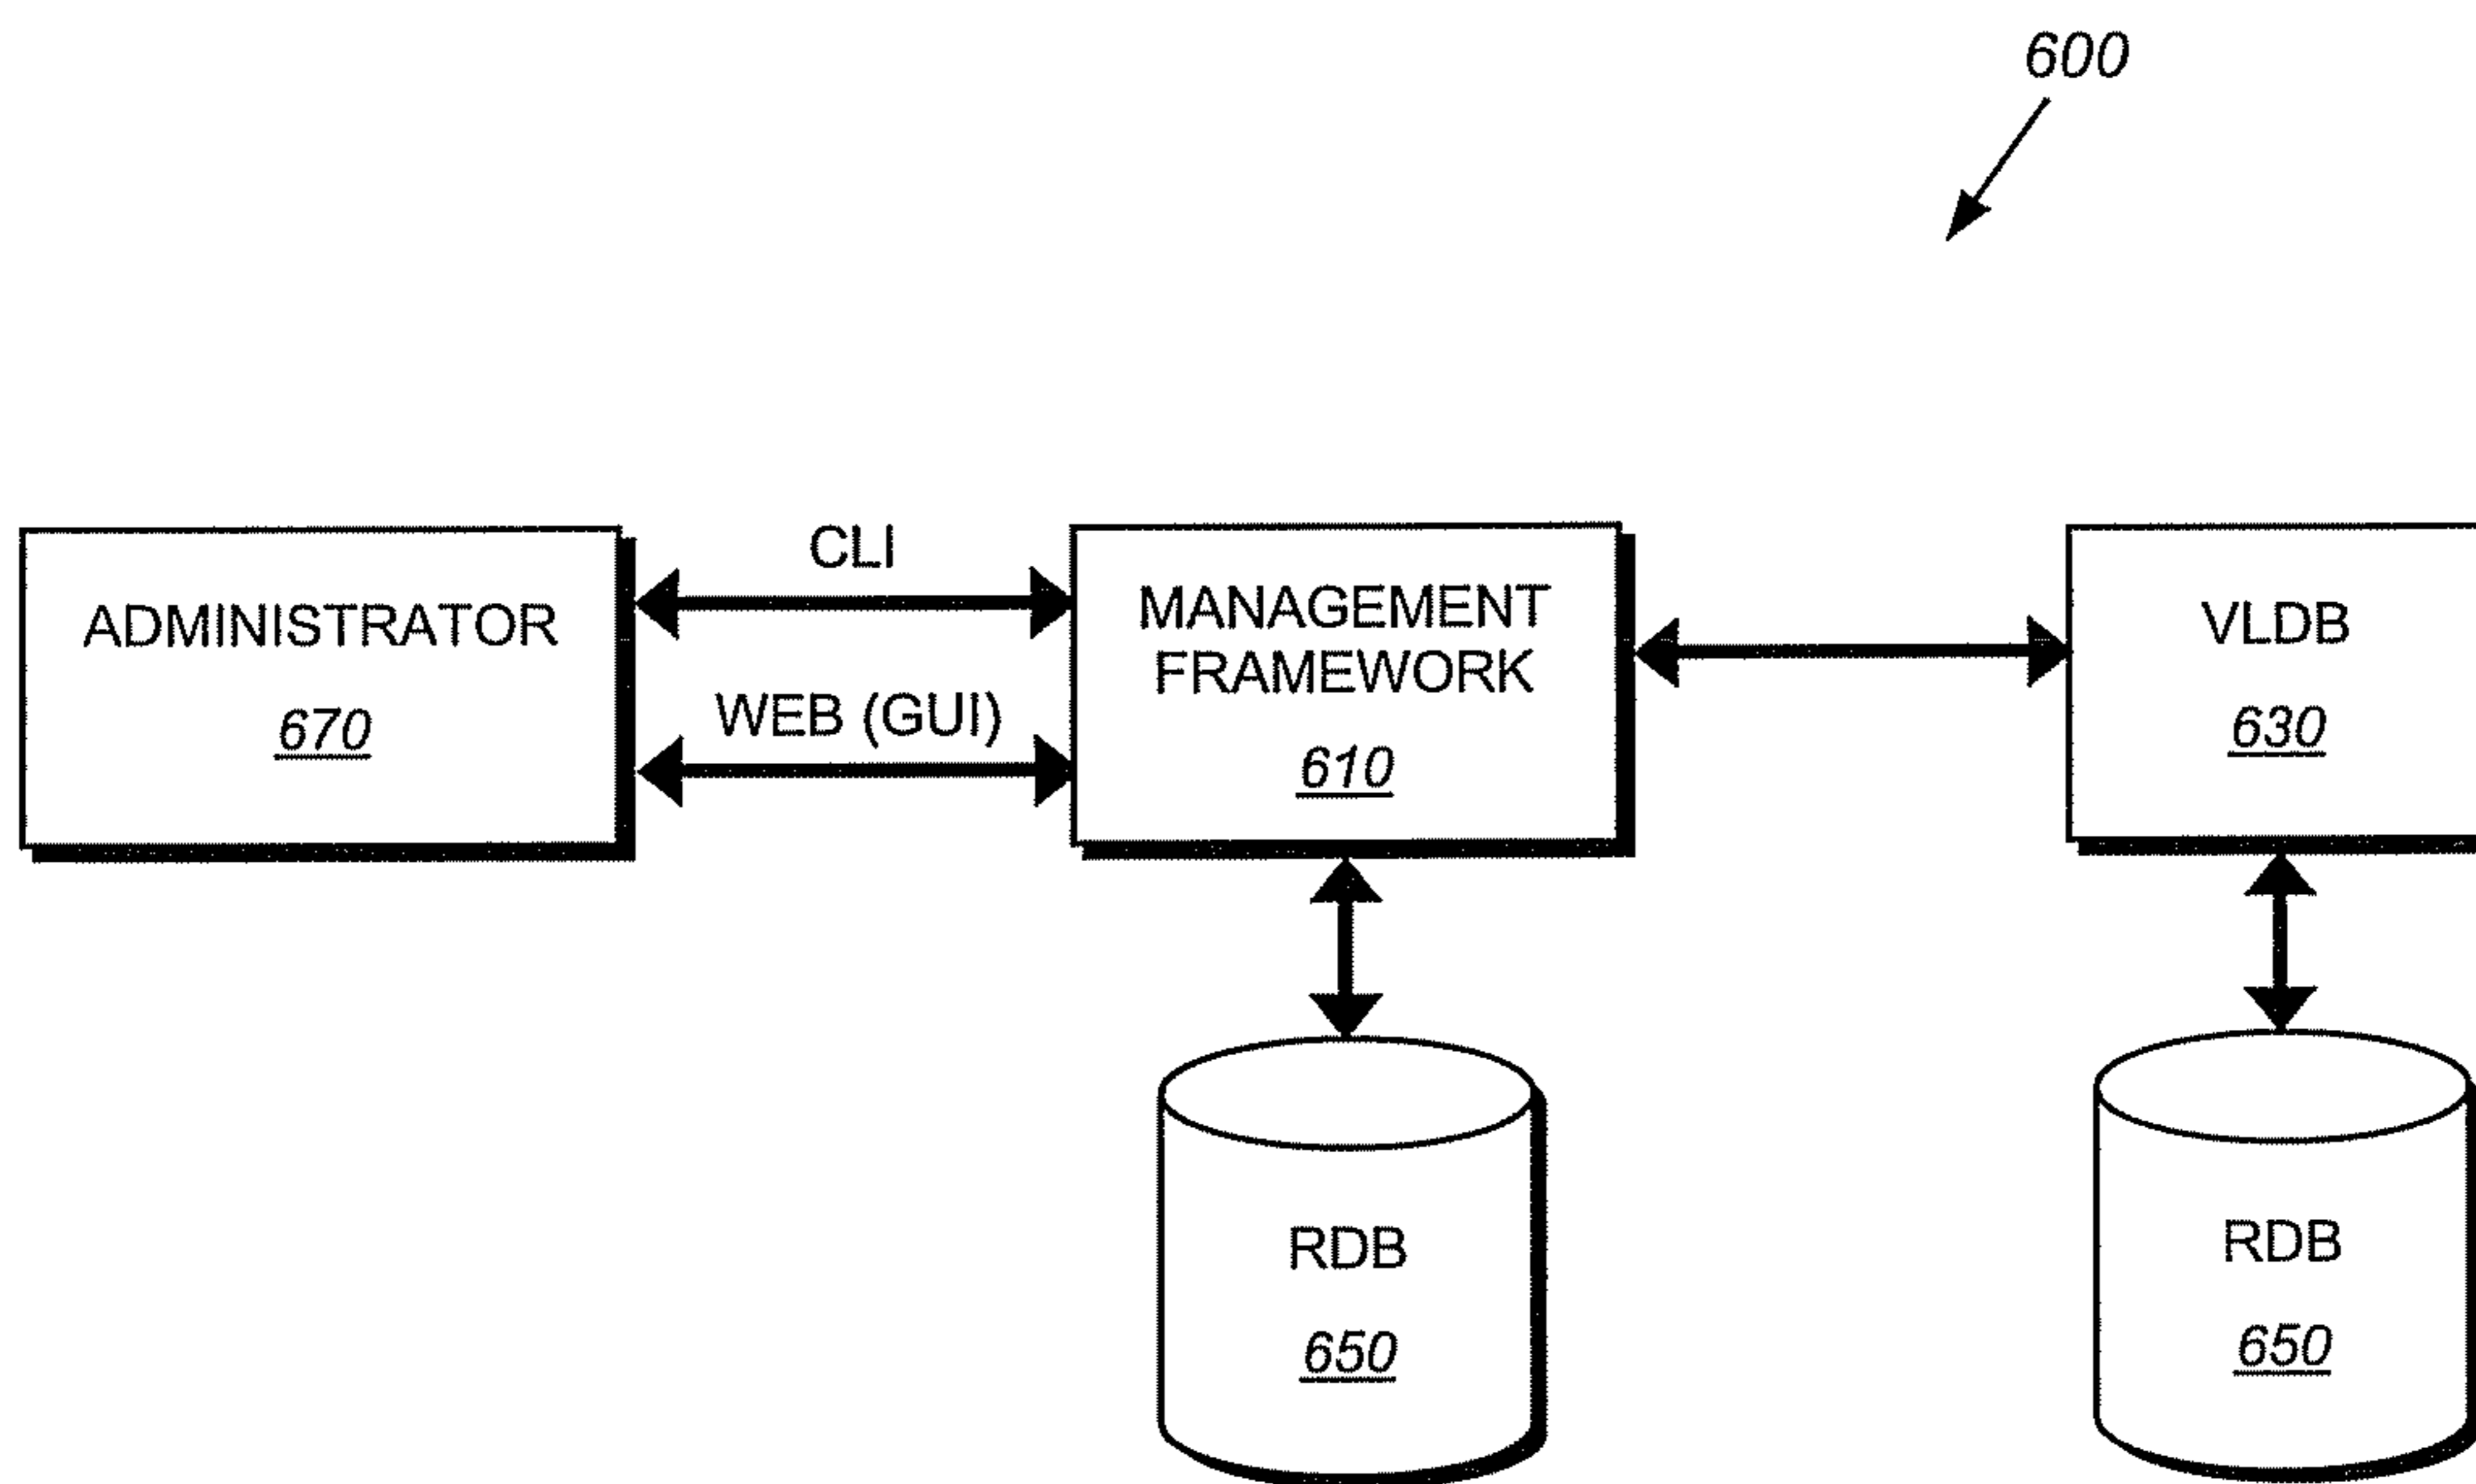 600
ADMINISTRATOR
670
CLI
WEB (GUI)
MANAGEMENT
FRAMEWORK
610
VLDB
630
RDB
650
RDB
650